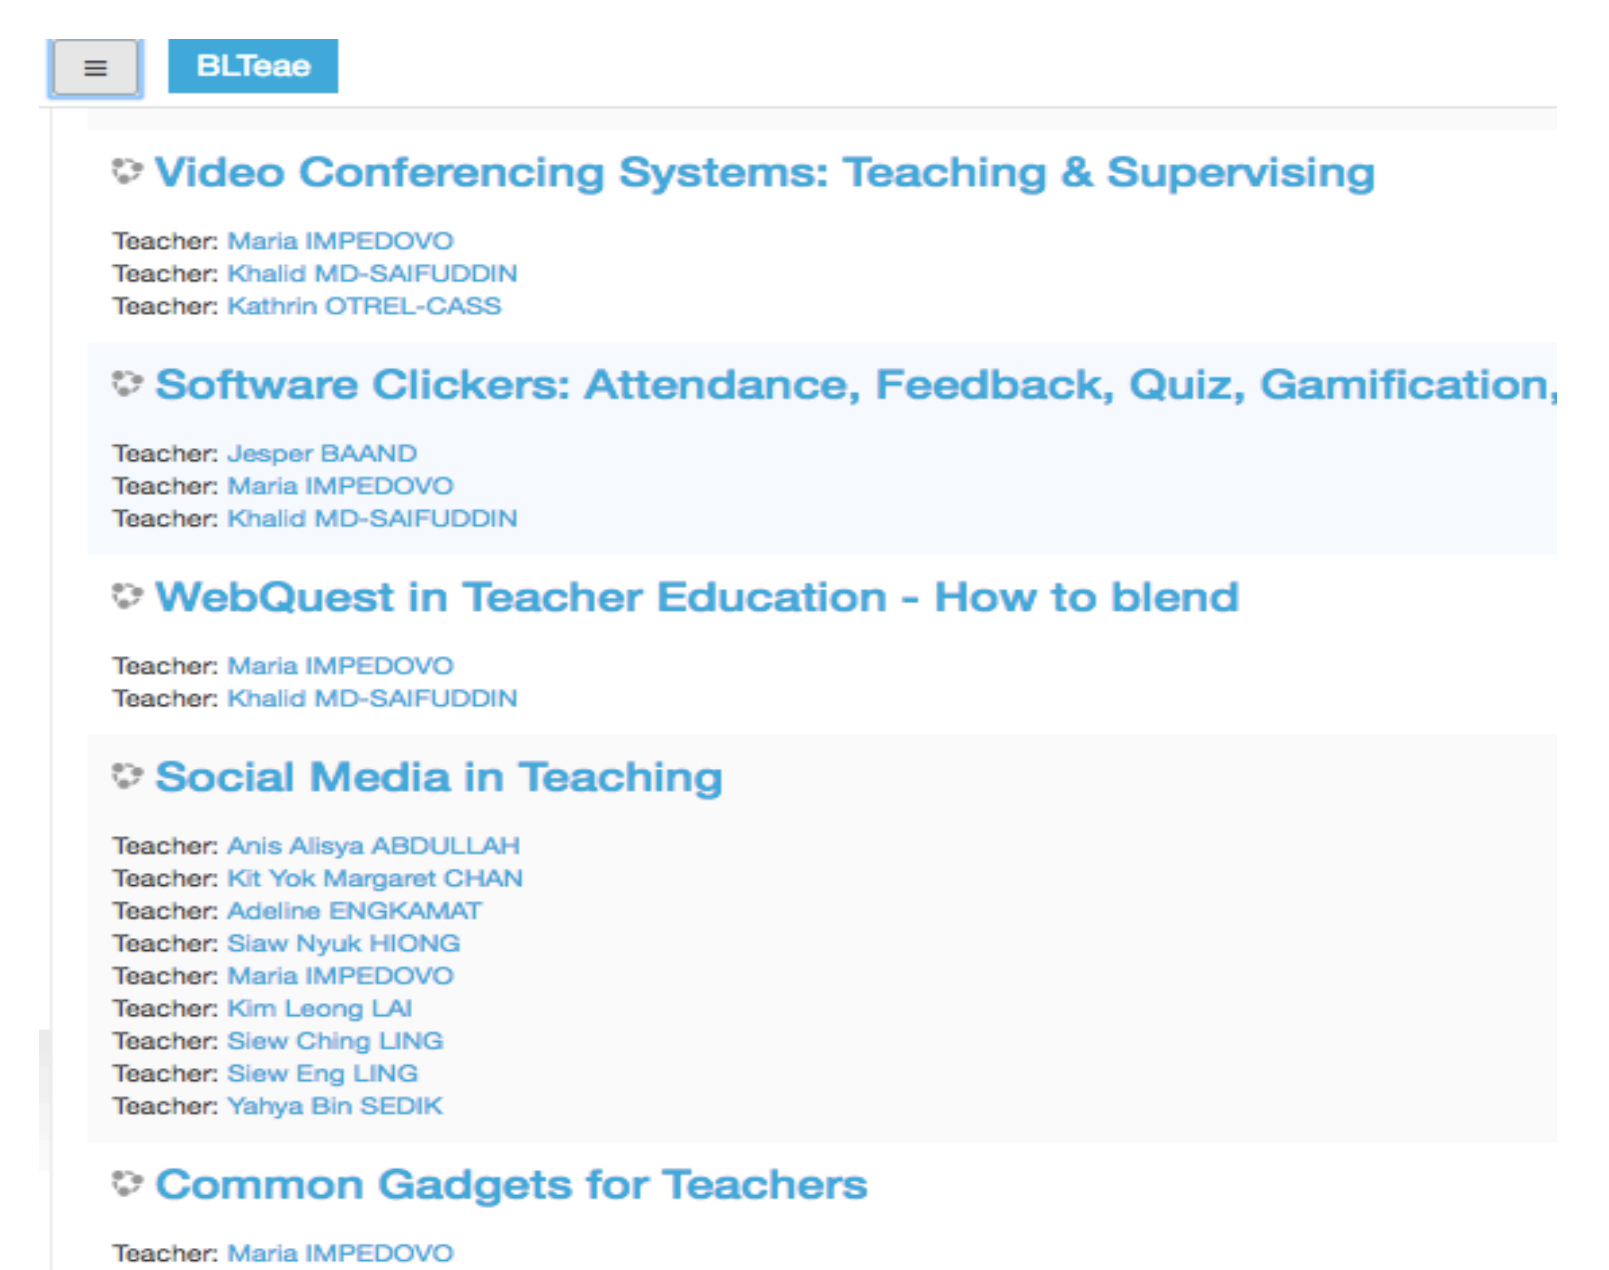 BLTeae
Video Conferencing Systems: Teaching & Supervising
Teacher: Maria IMPEDOVO
Teacher: Khalid MD-SAIFUDDIN
Teacher: Kathrin OTREL-CASS
Software Clickers: Attendance, Feedback, Quiz, Gamification,
Teacher: Jesper BAAND
Teacher: Maria IMPEDOVO
Teacher: Khalid MD-SAIFUDDIN
WebQuest in Teacher Education - How to blend
Teacher: Maria IMPEDOVO
Teacher: Khalid MD-SAIFUDDIN
Social Media in Teaching
Teacher: Anis Alisya ABDULLAH
Teacher: Kit Yok Margaret CHAN
Teacher: Adeline ENGKAMAT
Teacher: Siaw Nyuk HIONG
Teacher: Maria IMPEDOVO
Teacher: Kim Leong LAI
Teacher: Siew Ching LING
Teacher: Siew Eng LING
Teacher: Yahya Bin SEDIK
Common Gadgets for Teachers
Teacher: Maria IMPEDOVO